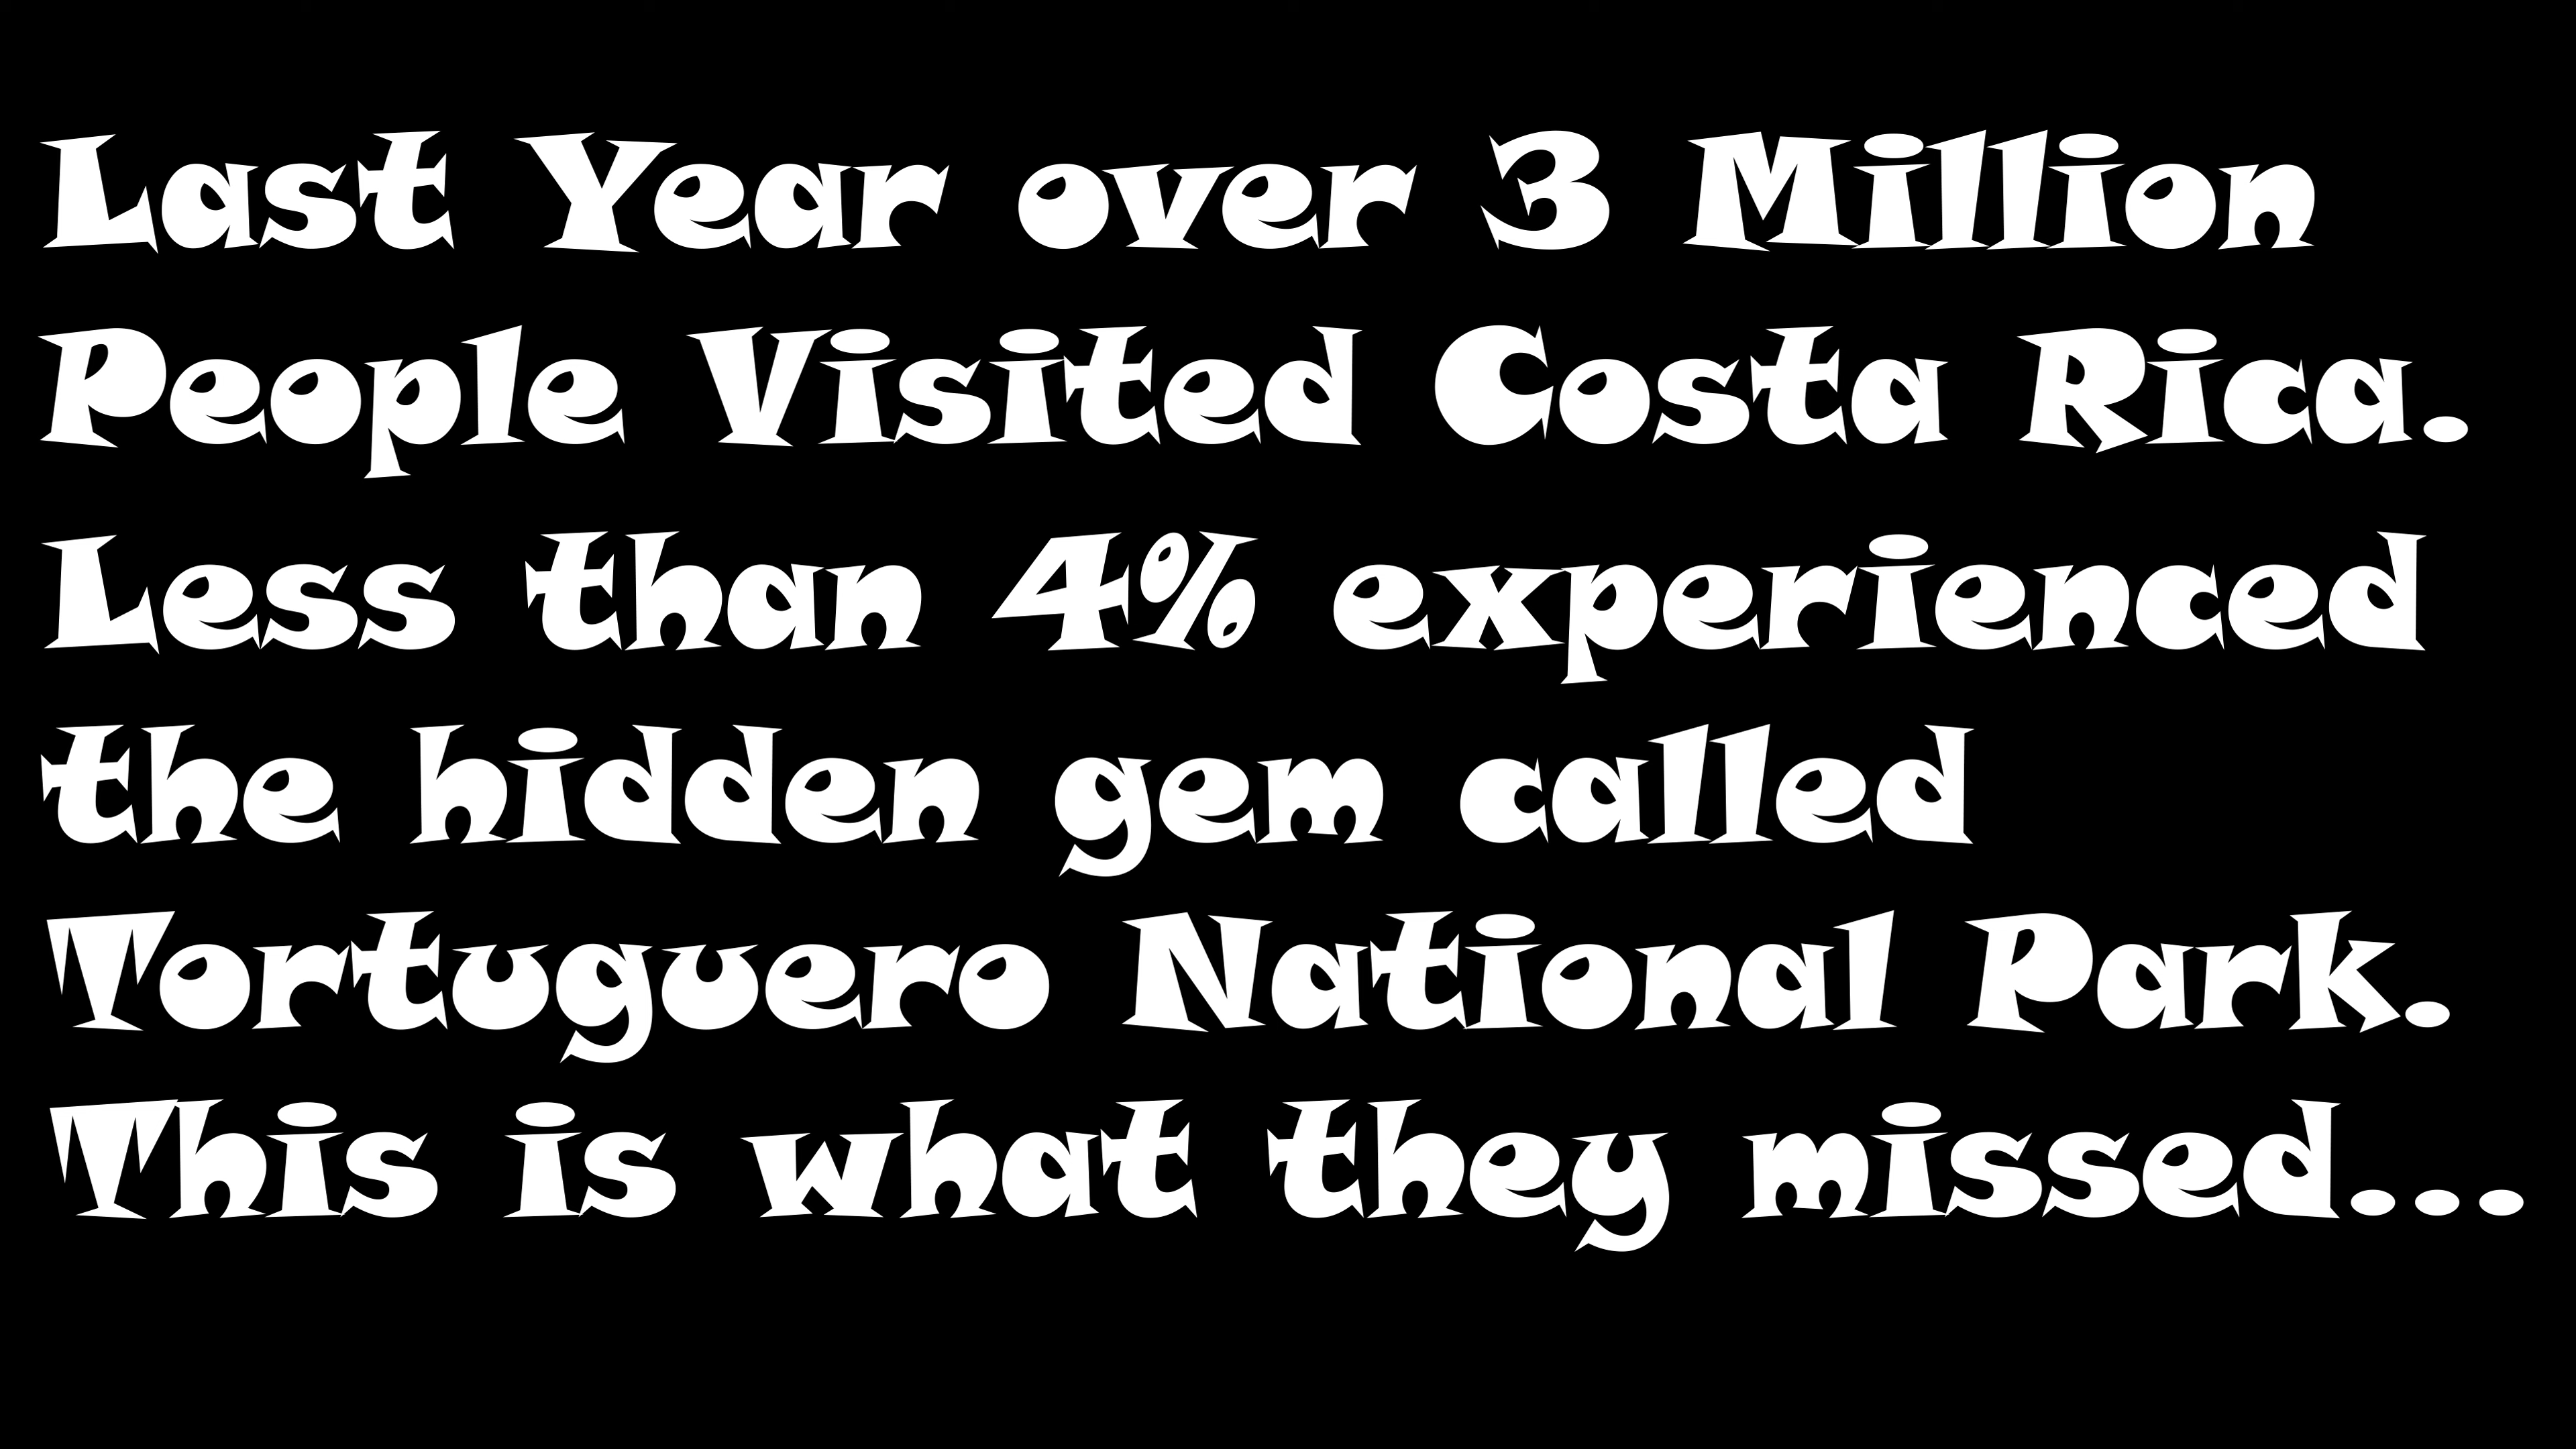 Last Year over 3 Million
People Visited Costa Rica.
Less than 4% experienced
the hidden gem called
Tortuguero National Park.
This is what they missed...